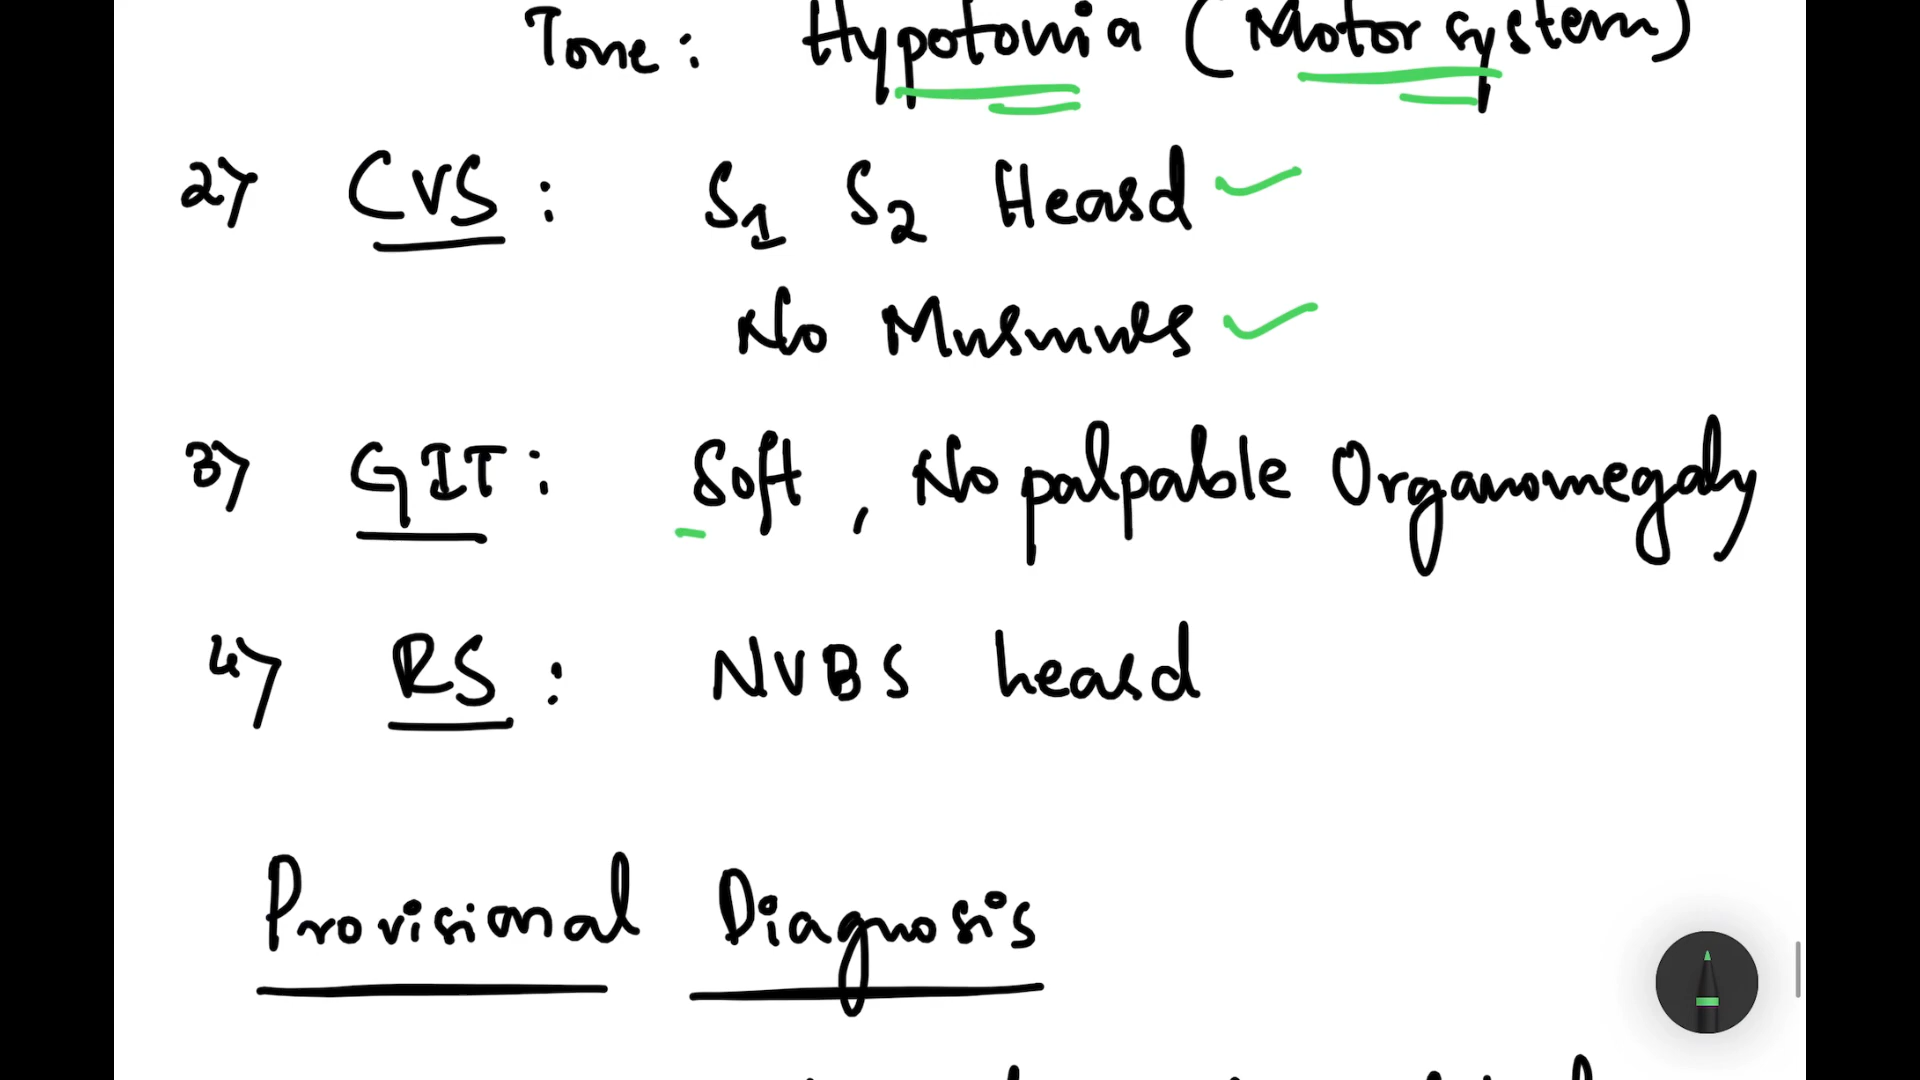 Tone : Hypotonia (Motor system)
2) CVS : S1 S2 Heard
No Murmurs
3) GIT : Soft , No palpable Organomegaly
4) RS : NVBS heard
Provisional Diagnosis